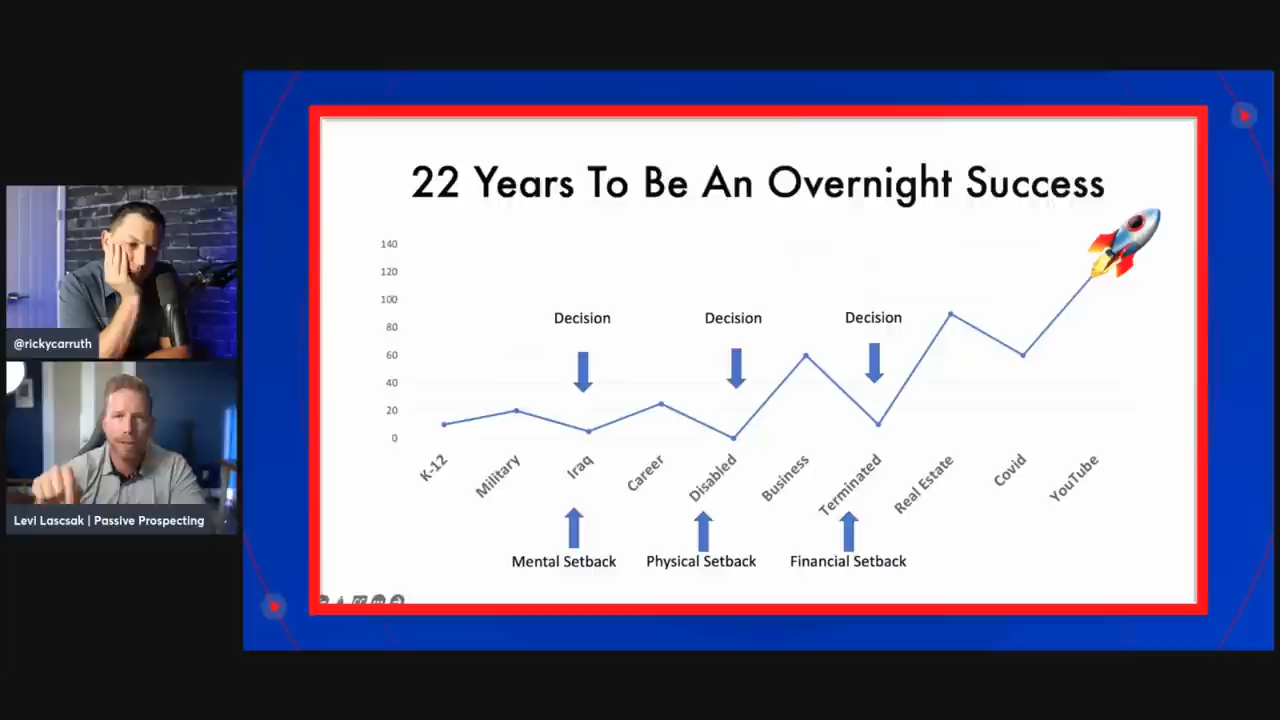 22 Years To Be An Overnight Success
140
120
100
80
60
40
20
0
Decision
Decision
Decision
K-12
Military
Iraq
Career
Disabled
Business
Terminated
Real Estate
Covid
YouTube
Mental Setback
Physical Setback
Financial Setback
@rickycarruth
Levi Lascsak | Passive Prospecting